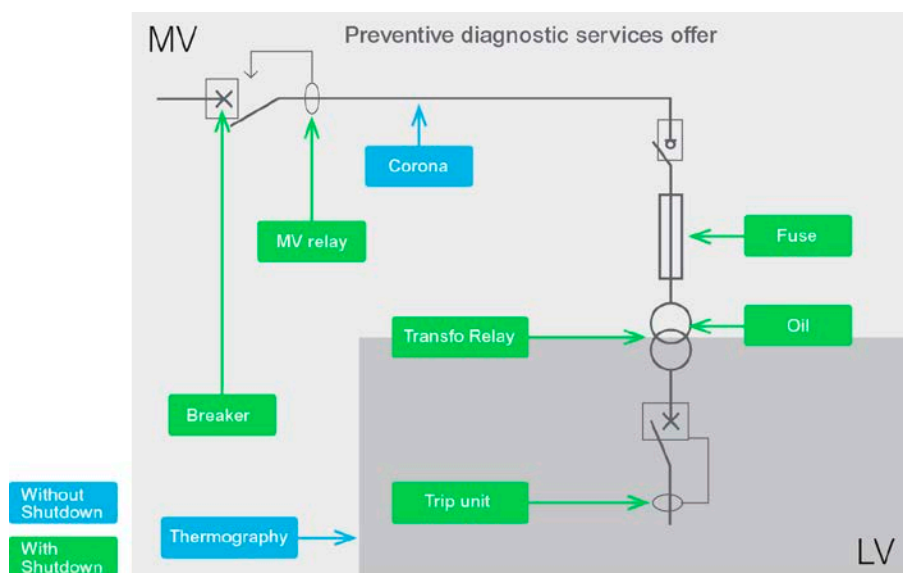 MV
Preventive diagnostic services offer
Corona
MV relay
Fuse
Transfo Relay
Oil
Breaker
Without
Shutdown
Trip unit
Thermography
With
Shutdown
LV